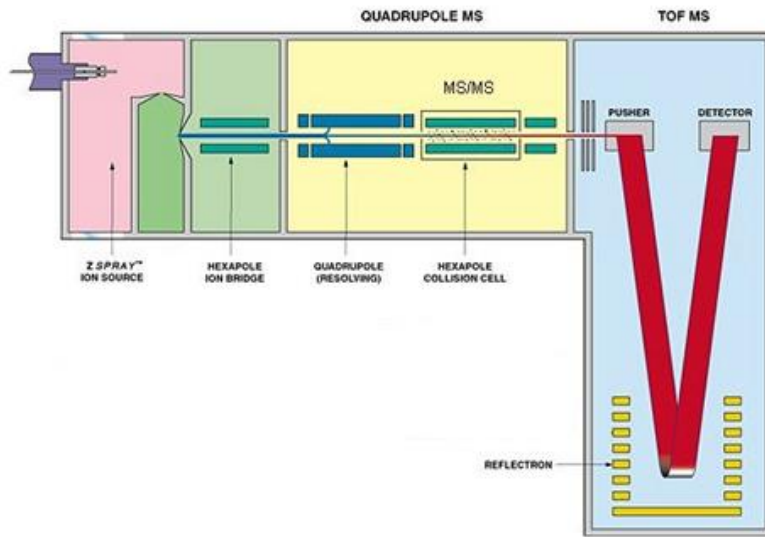 QUADRUPOLE MS
TOF MS
MS/MS
PUSHER
DETECTOR
Z SPRAY™
ION SOURCE
HEXAPOLE
ION BRIDGE
QUADRUPOLE
(RESOLVING)
HEXAPOLE
COLLISION CELL
REFLECTRON